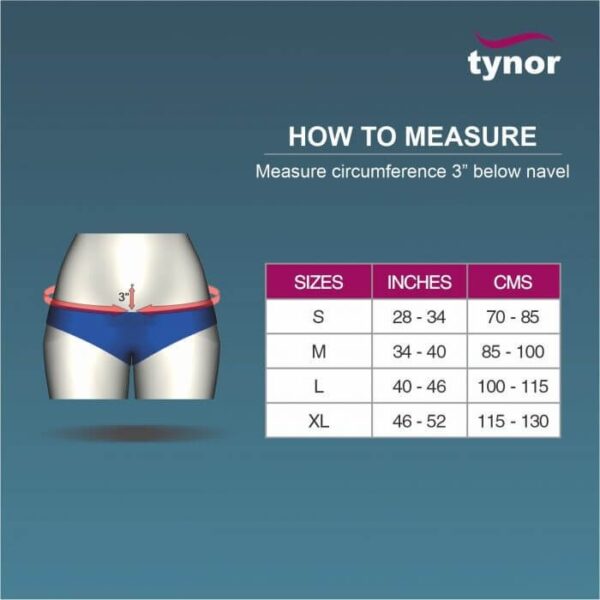 tynor
HOW TO MEASURE
Measure circumference 3” below navel
3"
SIZES INCHES CMS
S 28 - 34 70 - 85
M 34 - 40 85 - 100
L 40 - 46 100 - 115
XL 46 - 52 115 - 130